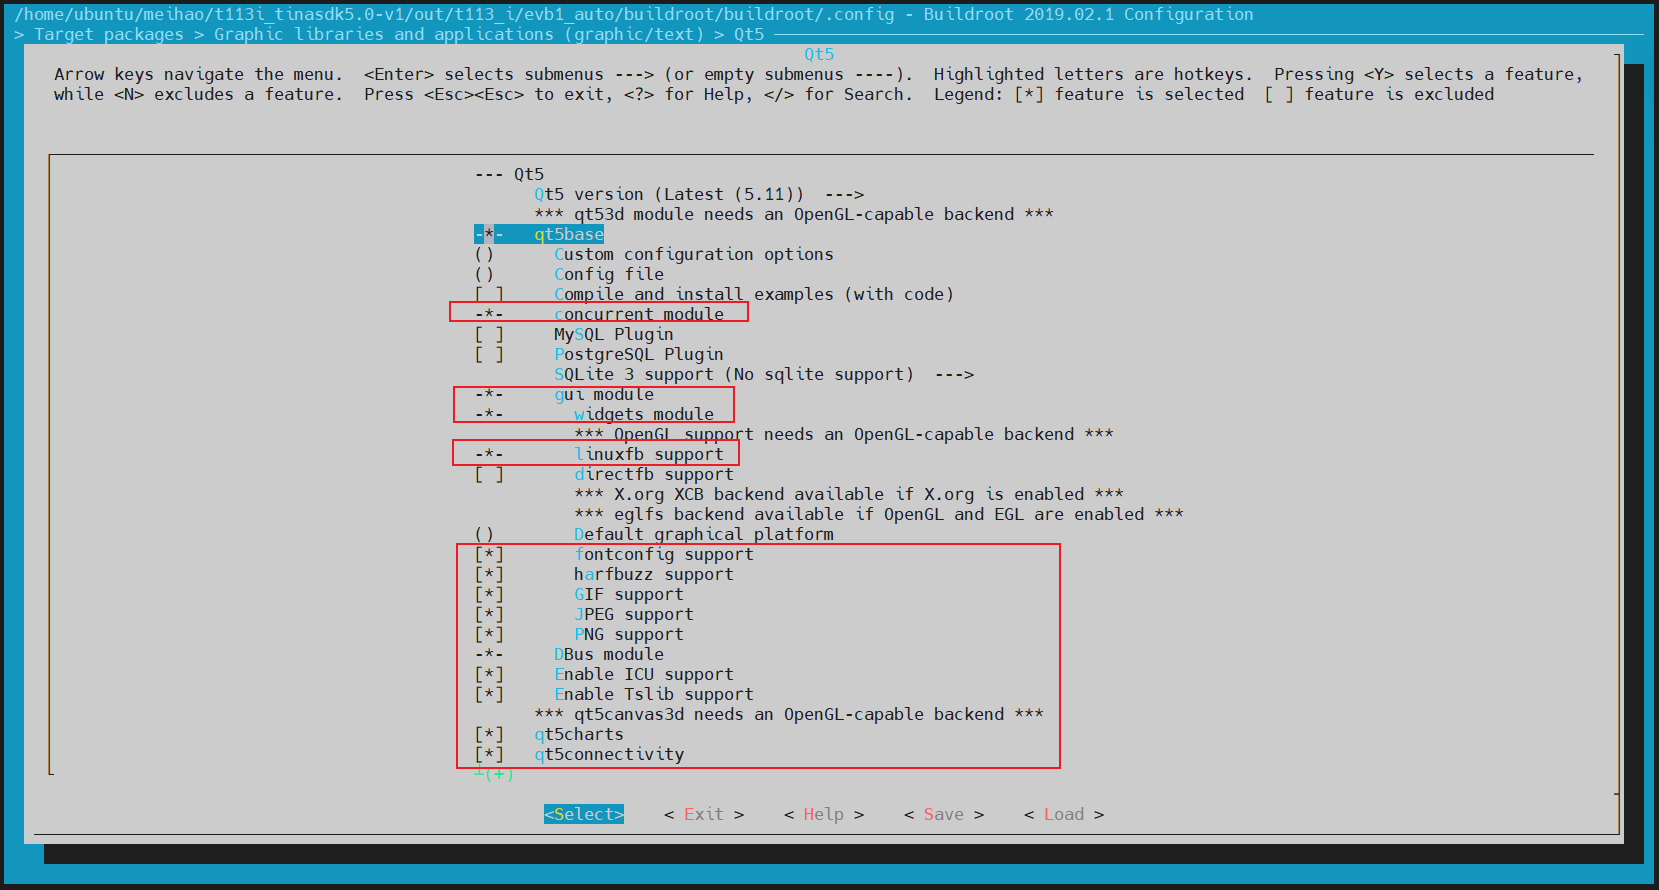 /home/ubuntu/meihao/t113i_tinasdk5.0-v1/out/t113_i/evb1_auto/buildroot/buildroot/.config - Buildroot 2019.02.1 Configuration
> Target packages > Graphic libraries and applications (graphic/text) > Qt5
Qt5
Arrow keys navigate the menu.  <Enter> selects submenus ---> (or empty submenus ----).  Highlighted letters are hotkeys.  Pressing <Y> selects a feature,
while <N> excludes a feature.  Press <Esc><Esc> to exit, <?> for Help, </> for Search.  Legend: [*] feature is selected  [ ] feature is excluded
--- Qt5
Qt5 version (Latest (5.11))  --->
*** qt53d module needs an OpenGL-capable backend ***
-*-   qt5base
()      Custom configuration options
()      Config file
[ ]     Compile and install examples (with code)
-*-     concurrent module
[ ]     MySQL Plugin
[ ]     PostgreSQL Plugin
SQLite 3 support (No sqlite support)  --->
-*-     gui module
-*-       widgets module
*** OpenGL support needs an OpenGL-capable backend ***
-*-       linuxfb support
[ ]       directfb support
*** X.org XCB backend available if X.org is enabled ***
*** eglfs backend available if OpenGL and EGL are enabled ***
()        Default graphical platform
[*]       fontconfig support
[*]       harfbuzz support
[*]       GIF support
[*]       JPEG support
[*]       PNG support
-*-     DBus module
[*]     Enable ICU support
[*]     Enable Tslib support
*** qt5canvas3d needs an OpenGL-capable backend ***
[*]   qt5charts
[*]   qt5connectivity
┴(+)
<Select>    < Exit >    < Help >    < Save >    < Load >